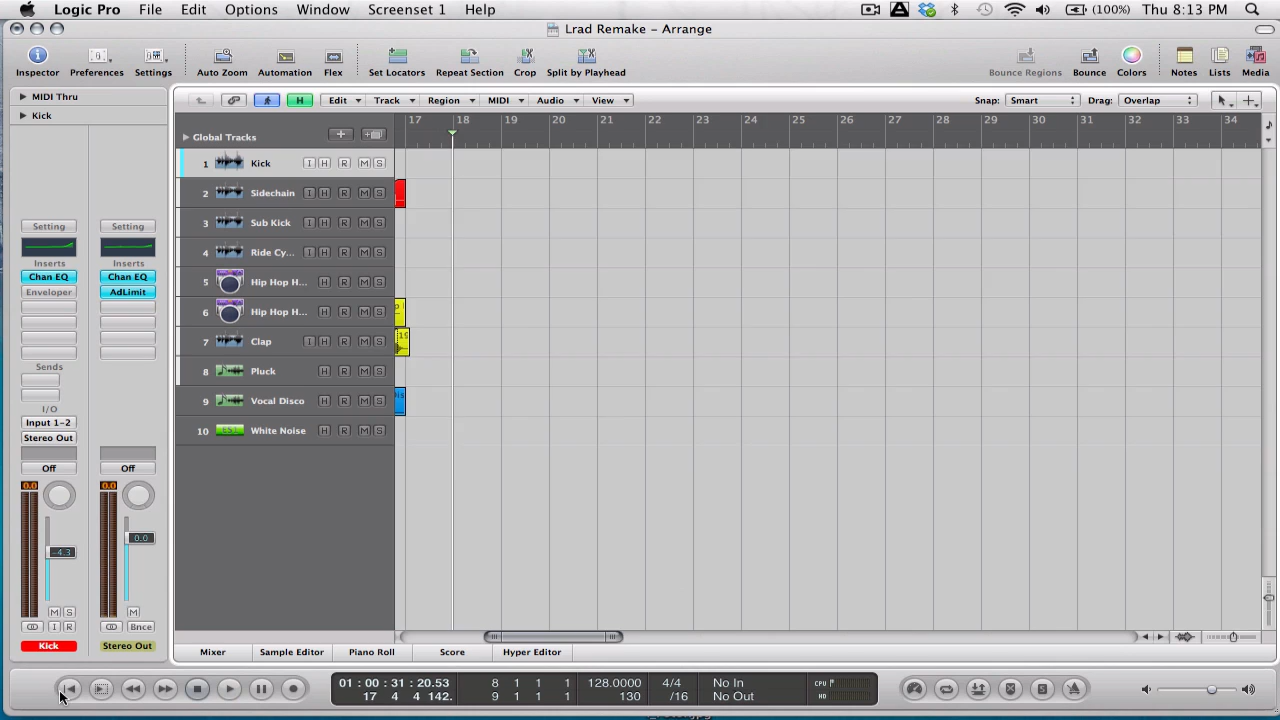 Logic Pro File Edit Options Window Screenset 1 Help (100%) Thu 8:13 PM
Lrad Remake – Arrange
Inspector Preferences Settings Auto Zoom Automation Flex Set Locators Repeat Section Crop Split by Playhead Bounce Regions Bounce Colors Notes Lists Media
MIDI Thru
Kick
H Edit Track Region MIDI Audio View Snap: Smart Drag: Overlap
Global Tracks
17 18 19 20 21 22 23 24 25 26 27 28 29 30 31 32 33 34
1 Kick I H R M S
2 Sidechain I H R M S
3 Sub Kick I H R M S
4 Ride Cy... I H R M S
5 Hip Hop H... H R M S
6 Hip Hop H... H R M S
7 Clap I H R M S
8 Pluck H R M S
9 Vocal Disco H R M S
10 White Noise H R M S
Setting Setting
Inserts Inserts
Chan EQ Chan EQ
Enveloper AdLimit
Sends
I/O
Input 1-2
Stereo Out
Off Off
0.0 0.0
-4.3 0.0
M S M
I R Bnce
Kick Stereo Out
Mixer Sample Editor Piano Roll Score Hyper Editor
01 : 00 : 31 : 20.53 8 1 1 1 128.0000 4/4 No In CPU
17 4 4 142. 9 1 1 1 130 /16 No Out HD